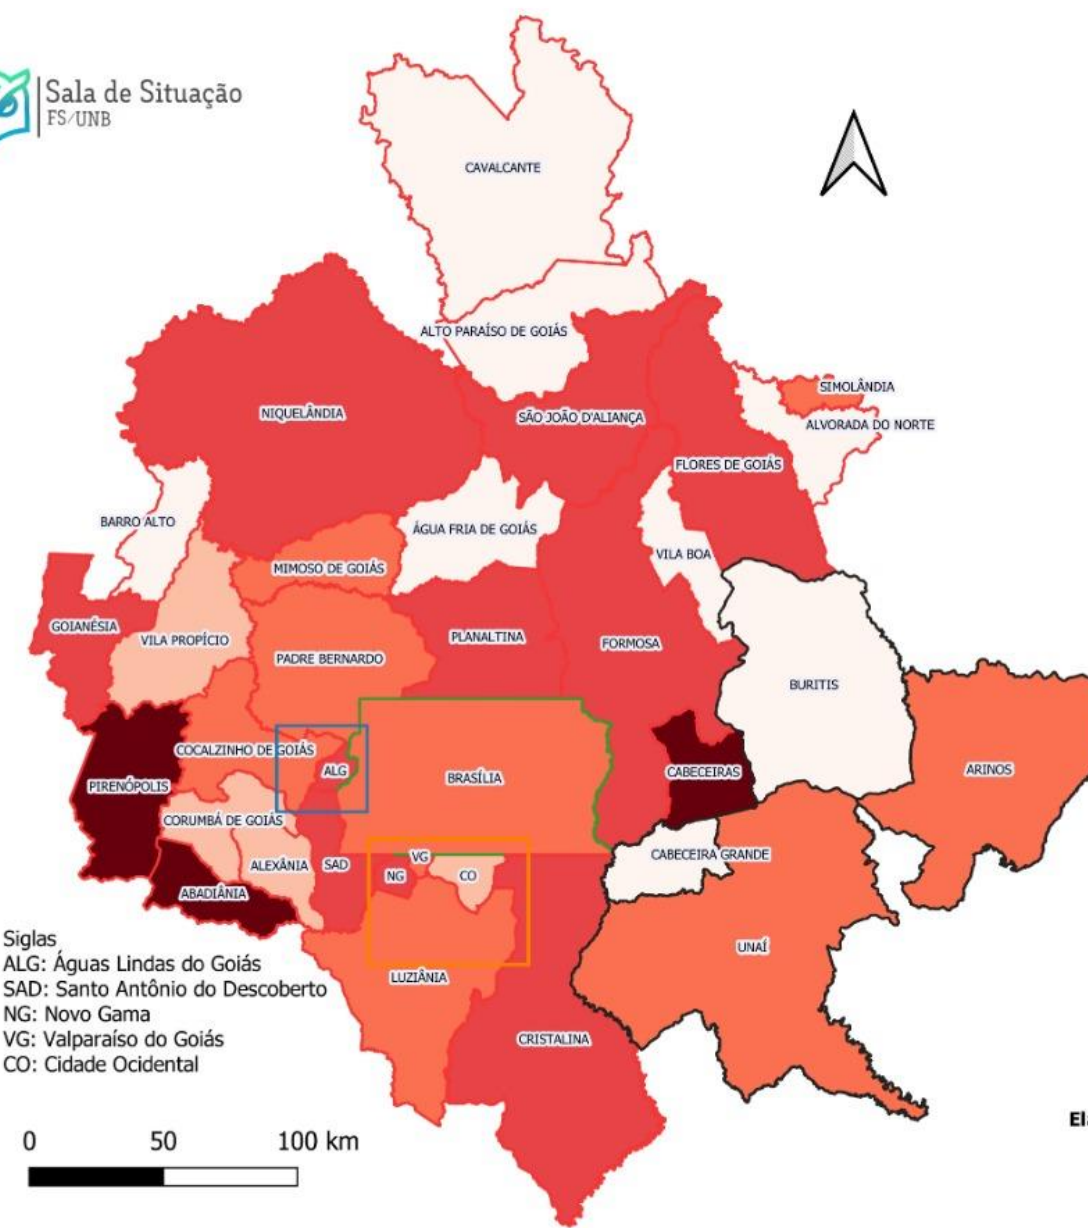 Sala de Situação
FS/UNB
CAVALCANTE
ALTO PARAÍSO DE GOIÁS
SIMOLÂNDIA
NIQUELÂNDIA
SÃO JOÃO D'ALIANÇA
ALVORADA DO NORTE
FLORES DE GOIÁS
BARRO ALTO
ÁGUA FRIA DE GOIÁS
VILA BOA
MIMOSO DE GOIÁS
GOIANÉSIA
VILA PROPÍCIO
PLANALTINA
FORMOSA
PADRE BERNARDO
BURITIS
COCALZINHO DE GOIÁS
ALG
BRASÍLIA
CABECEIRAS
ARINOS
PIRENÓPOLIS
CORUMBÁ DE GOIÁS
ALEXÂNIA
SAD
VG
NG
CO
CABECEIRA GRANDE
ABADIÂNIA
UNAÍ
LUZIÂNIA
CRISTALINA
Siglas
ALG: Águas Lindas do Goiás
SAD: Santo Antônio do Descoberto
NG: Novo Gama
VG: Valparaíso do Goiás
CO: Cidade Ocidental
0 50 100 km